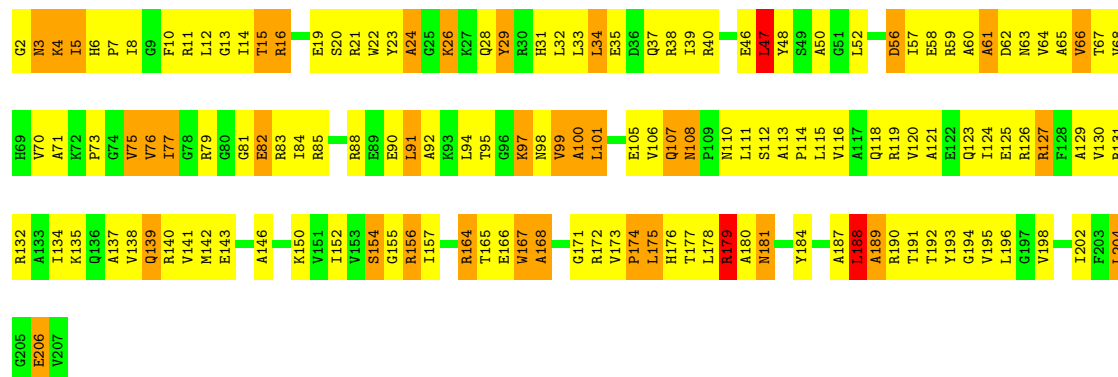 G2 N3 K4 I5 H6 P7 I8 G9 F10 R11 L12 G13 I14 T15 R16 E19 S20 R21 W22 Y23 A24 G25 K26 K27 Q28 Y29 R30 H31 L32 L33 L34 E35 D36 Q37 R38 I39 R40 E46 L47 Y48 S49 A50 G51 L52 D56 I57 E58 R59 A60 A61 D62 N63 V64 A65 V66 T67 V68
H69 V70 A71 K72 P73 G74 V75 V76 I77 G78 R79 G80 G81 E82 R83 I84 R85 R88 E89 E90 L91 A92 K93 L94 T95 G96 K97 N98 V99 A100 L101 E105 V106 Q107 N108 P109 N110 L111 S112 A113 P114 L115 V116 A117 Q118 R119 V120 A121 E122 Q123 I124 E125 R126 R127 F128 A129 V130 R131
R132 A133 I134 K135 Q136 A137 V138 Q139 R140 V141 M142 E143 A146 K150 V151 I152 V153 S154 G155 R156 I157 R164 T165 E166 W167 A168 G171 R172 V173 P174 L175 H176 T177 L178 R179 A180 N181 Y184 A187 L188 A189 R190 T191 T192 Y193 G194 V195 L196 G197 V198 I202 F203 L204
G205 E206 V207